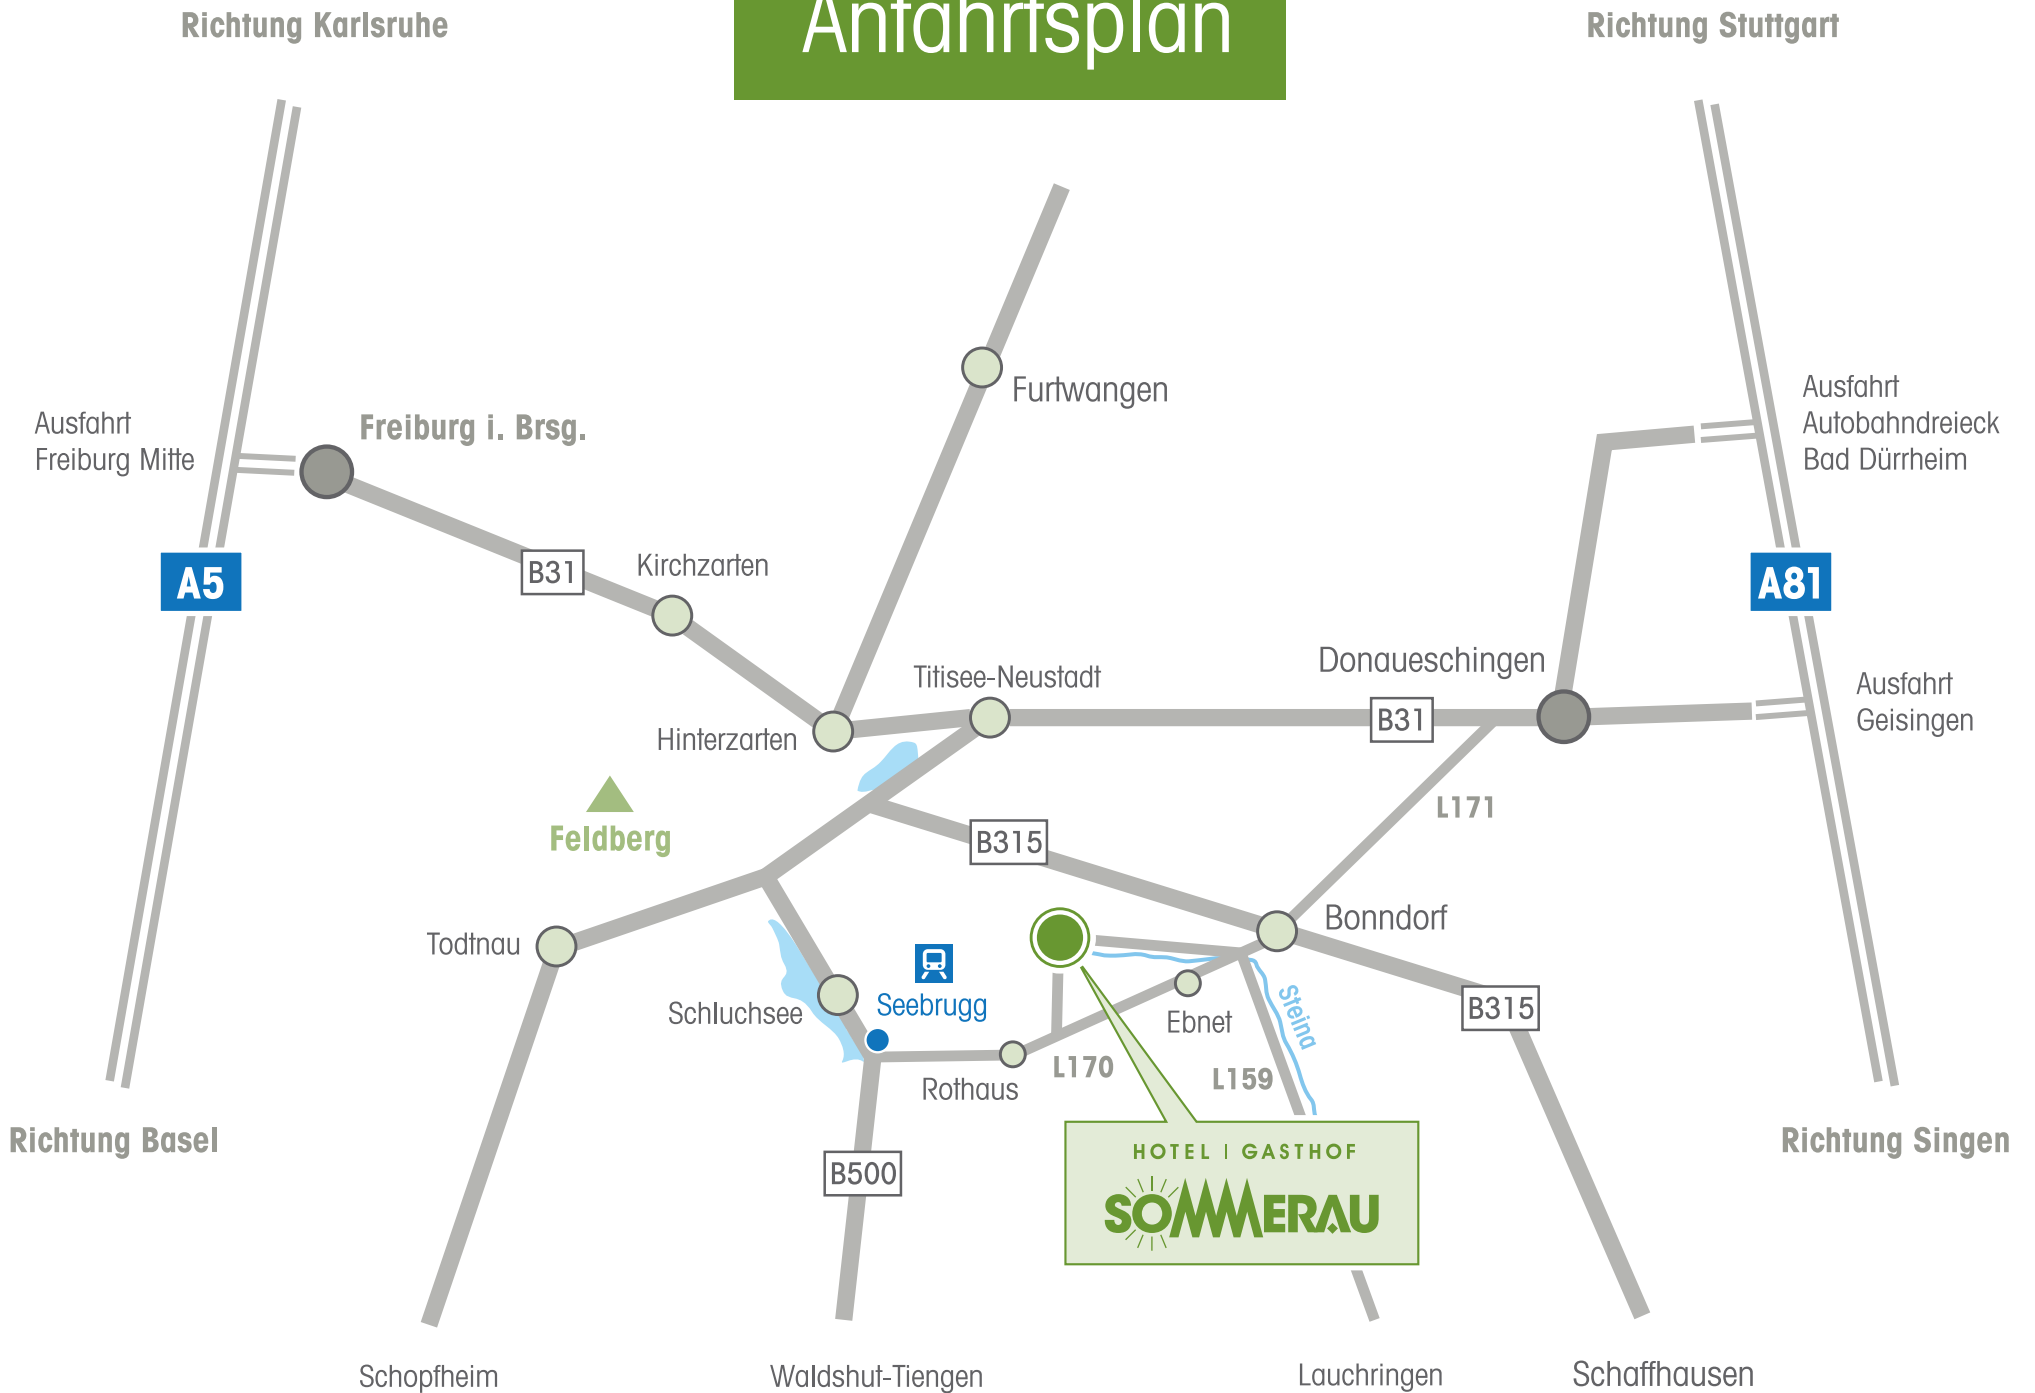 Anfahrtsplan
Richtung Karlsruhe
Richtung Stuttgart
Ausfahrt
Freiburg Mitte
Freiburg i. Brsg.
Furtwangen
Ausfahrt
Autobahndreieck
Bad Dürrheim
A5
B31
Kirchzarten
A81
Titisee-Neustadt
Donaueschingen
Hinterzarten
B31
Ausfahrt
Geisingen
Feldberg
B315
L171
Todtnau
Bonndorf
Schluchsee
Seebrugg
Ebnet
Steina
B315
Rothaus
L170
L159
Richtung Basel
Richtung Singen
B500
HOTEL | GASTHOF
SOMMERAU
Schopfheim
Waldshut-Tiengen
Lauchringen
Schaffhausen